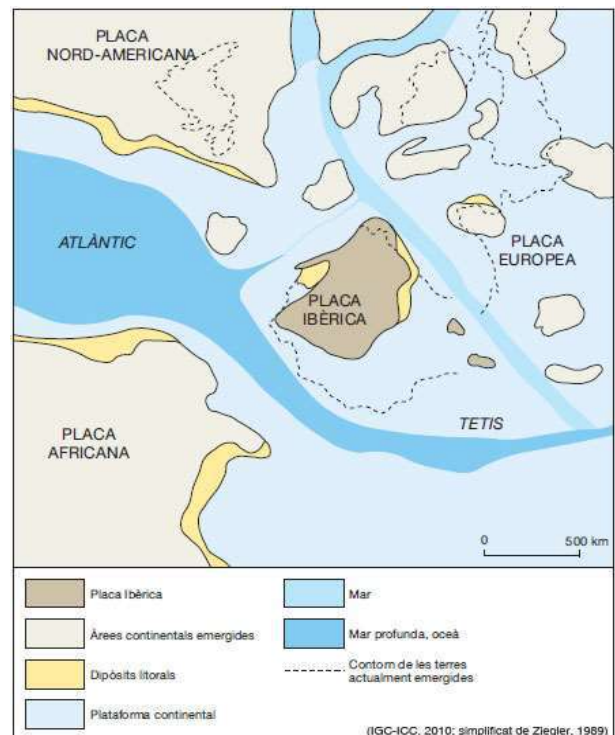 PLACA
NORD-AMERICANA
ATLÀNTIC
PLACA
EUROPEA
PLACA
IBÈRICA
TETIS
PLACA
AFRICANA
0 500 km
Placa Ibèrica
Àrees continentals emergides
Dipòsits litorals
Plataforma continental
Mar
Mar profunda, oceà
Contorn de les terres
actualment emergides
(IGC-ICC, 2010; simplificat de Ziegler, 1989)